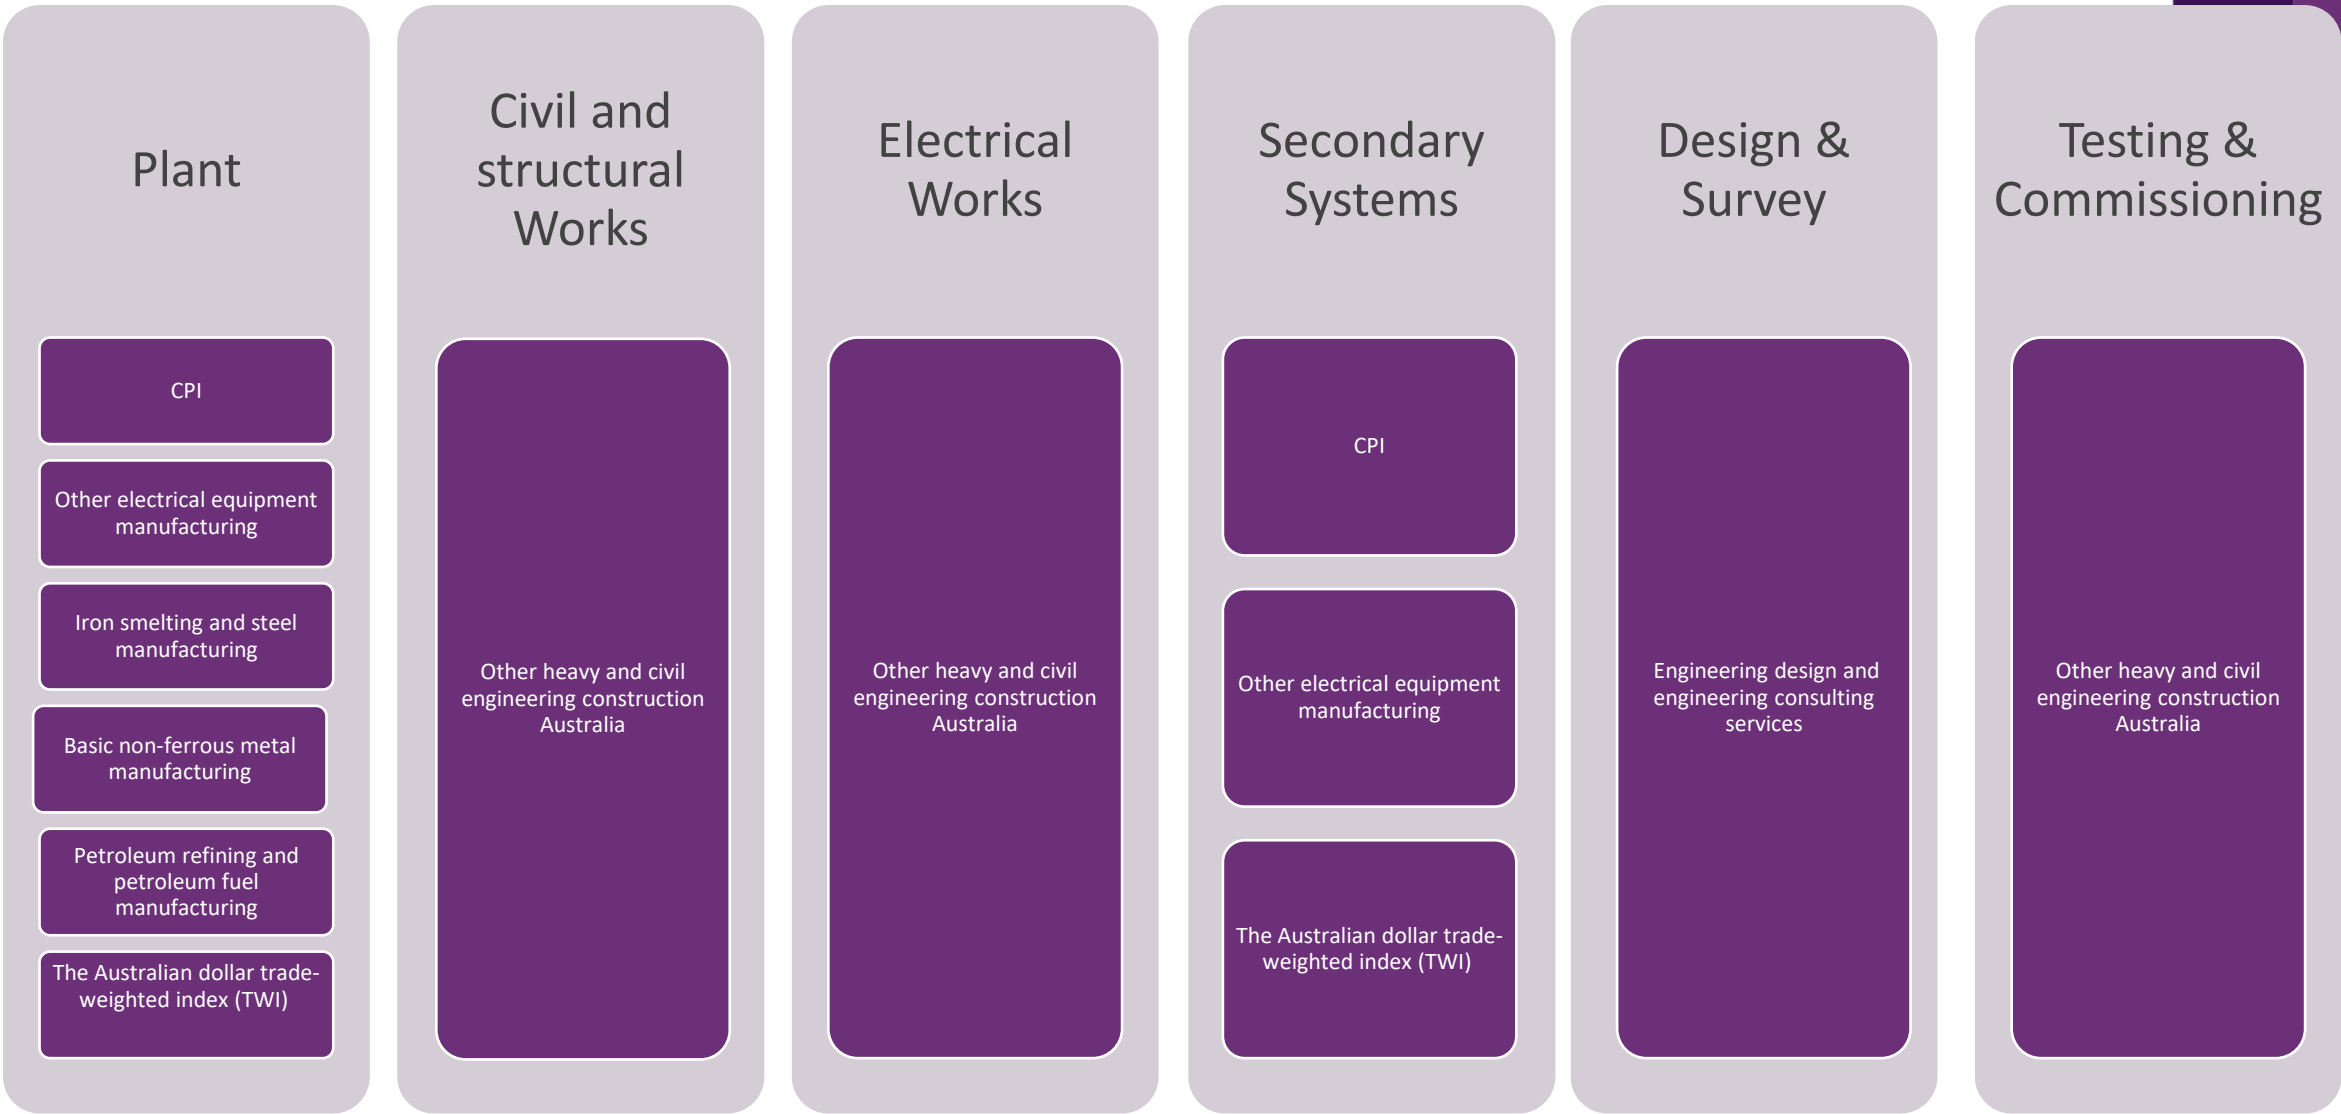 Plant
CPI
Other electrical equipment
manufacturing
Iron smelting and steel
manufacturing
Basic non-ferrous metal
manufacturing
Petroleum refining and
petroleum fuel
manufacturing
The Australian dollar trade-
weighted index (TWI)
Civil and
structural
Works
Other heavy and civil
engineering construction
Australia
Electrical
Works
Other heavy and civil
engineering construction
Australia
Secondary
Systems
CPI
Other electrical equipment
manufacturing
The Australian dollar trade-
weighted index (TWI)
Design &
Survey
Engineering design and
engineering consulting
services
Testing &
Commissioning
Other heavy and civil
engineering construction
Australia